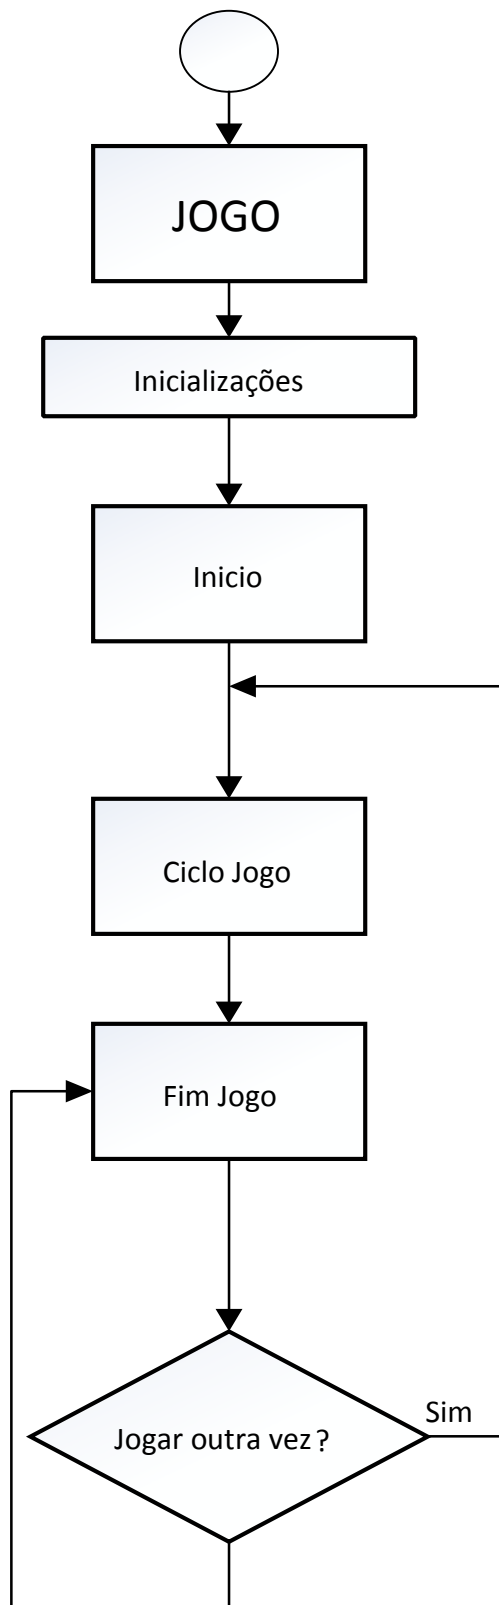 JOGO
Inicializações
Inicio
Ciclo Jogo
Fim Jogo
Sim
Jogar outra vez?